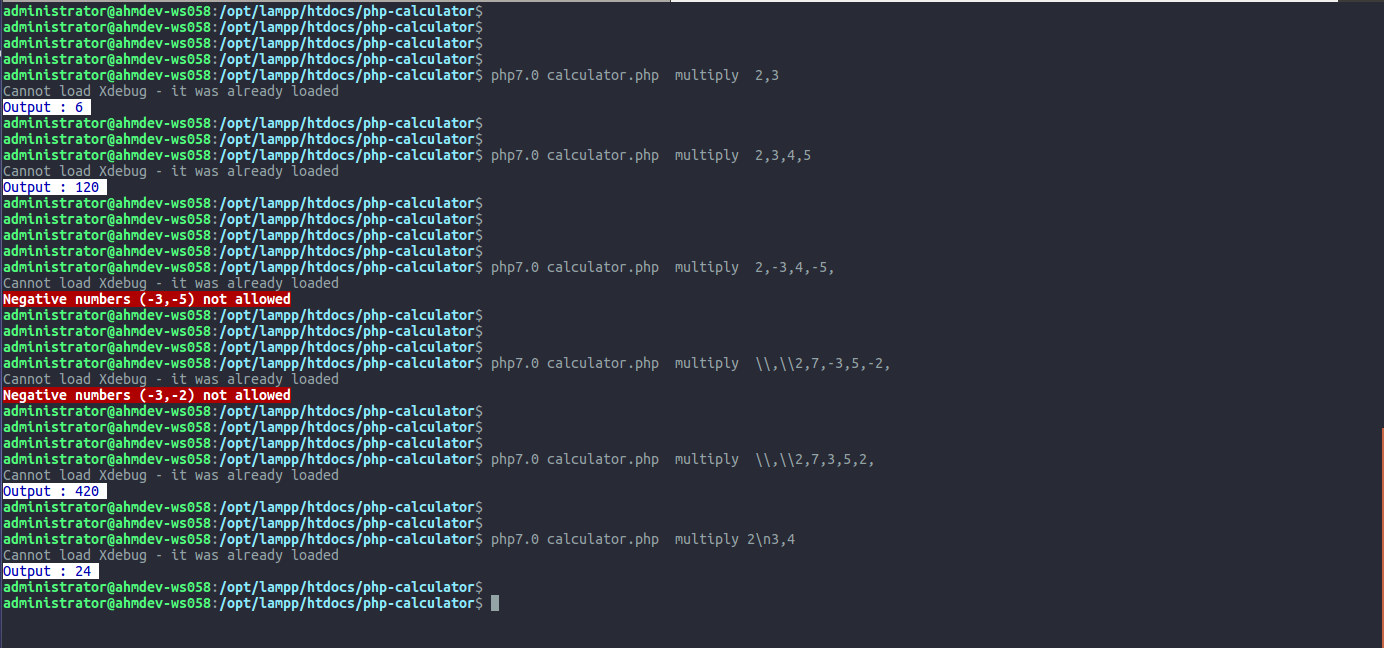 administrator@ahmdev-ws058:/opt/lampp/htdocs/php-calculator$
administrator@ahmdev-ws058:/opt/lampp/htdocs/php-calculator$
administrator@ahmdev-ws058:/opt/lampp/htdocs/php-calculator$
administrator@ahmdev-ws058:/opt/lampp/htdocs/php-calculator$
administrator@ahmdev-ws058:/opt/lampp/htdocs/php-calculator$ php7.0 calculator.php  multiply  2,3
Cannot load Xdebug - it was already loaded
Output : 6
administrator@ahmdev-ws058:/opt/lampp/htdocs/php-calculator$
administrator@ahmdev-ws058:/opt/lampp/htdocs/php-calculator$
administrator@ahmdev-ws058:/opt/lampp/htdocs/php-calculator$ php7.0 calculator.php  multiply  2,3,4,5
Cannot load Xdebug - it was already loaded
Output : 120
administrator@ahmdev-ws058:/opt/lampp/htdocs/php-calculator$
administrator@ahmdev-ws058:/opt/lampp/htdocs/php-calculator$
administrator@ahmdev-ws058:/opt/lampp/htdocs/php-calculator$
administrator@ahmdev-ws058:/opt/lampp/htdocs/php-calculator$
administrator@ahmdev-ws058:/opt/lampp/htdocs/php-calculator$ php7.0 calculator.php  multiply  2,-3,4,-5,
Cannot load Xdebug - it was already loaded
Negative numbers (-3,-5) not allowed
administrator@ahmdev-ws058:/opt/lampp/htdocs/php-calculator$
administrator@ahmdev-ws058:/opt/lampp/htdocs/php-calculator$
administrator@ahmdev-ws058:/opt/lampp/htdocs/php-calculator$
administrator@ahmdev-ws058:/opt/lampp/htdocs/php-calculator$ php7.0 calculator.php  multiply  \\,\\2,7,-3,5,-2,
Cannot load Xdebug - it was already loaded
Negative numbers (-3,-2) not allowed
administrator@ahmdev-ws058:/opt/lampp/htdocs/php-calculator$
administrator@ahmdev-ws058:/opt/lampp/htdocs/php-calculator$
administrator@ahmdev-ws058:/opt/lampp/htdocs/php-calculator$
administrator@ahmdev-ws058:/opt/lampp/htdocs/php-calculator$ php7.0 calculator.php  multiply  \\,\\2,7,3,5,2,
Cannot load Xdebug - it was already loaded
Output : 420
administrator@ahmdev-ws058:/opt/lampp/htdocs/php-calculator$
administrator@ahmdev-ws058:/opt/lampp/htdocs/php-calculator$
administrator@ahmdev-ws058:/opt/lampp/htdocs/php-calculator$ php7.0 calculator.php  multiply 2\n3,4
Cannot load Xdebug - it was already loaded
Output : 24
administrator@ahmdev-ws058:/opt/lampp/htdocs/php-calculator$
administrator@ahmdev-ws058:/opt/lampp/htdocs/php-calculator$